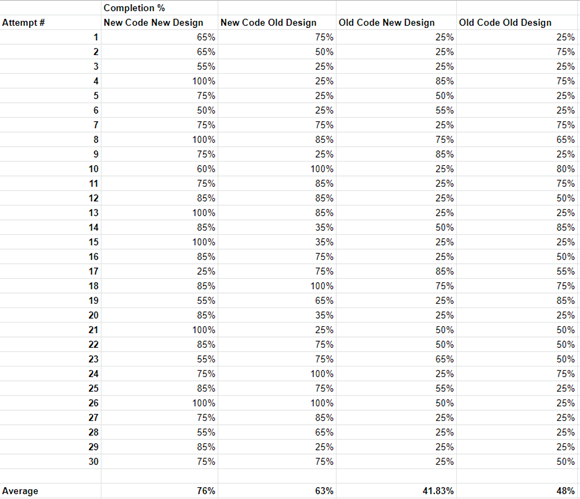 Completion %
Attempt # New Code New Design New Code Old Design Old Code New Design Old Code Old Design
1 65% 75% 25% 25%
2 65% 50% 25% 75%
3 55% 25% 25% 25%
4 100% 25% 85% 75%
5 75% 25% 50% 25%
6 50% 25% 55% 25%
7 75% 75% 25% 75%
8 100% 85% 75% 65%
9 75% 25% 85% 25%
10 60% 100% 25% 80%
11 75% 85% 25% 75%
12 85% 85% 25% 50%
13 100% 85% 25% 25%
14 85% 35% 50% 85%
15 100% 35% 25% 25%
16 85% 75% 25% 50%
17 25% 75% 85% 55%
18 85% 100% 75% 75%
19 55% 65% 25% 85%
20 85% 35% 25% 25%
21 100% 25% 50% 50%
22 85% 75% 50% 50%
23 55% 75% 65% 50%
24 75% 100% 25% 75%
25 85% 75% 55% 25%
26 100% 100% 50% 25%
27 75% 85% 25% 25%
28 55% 65% 25% 25%
29 85% 25% 25% 25%
30 75% 75% 25% 50%
Average 76% 63% 41.83% 48%